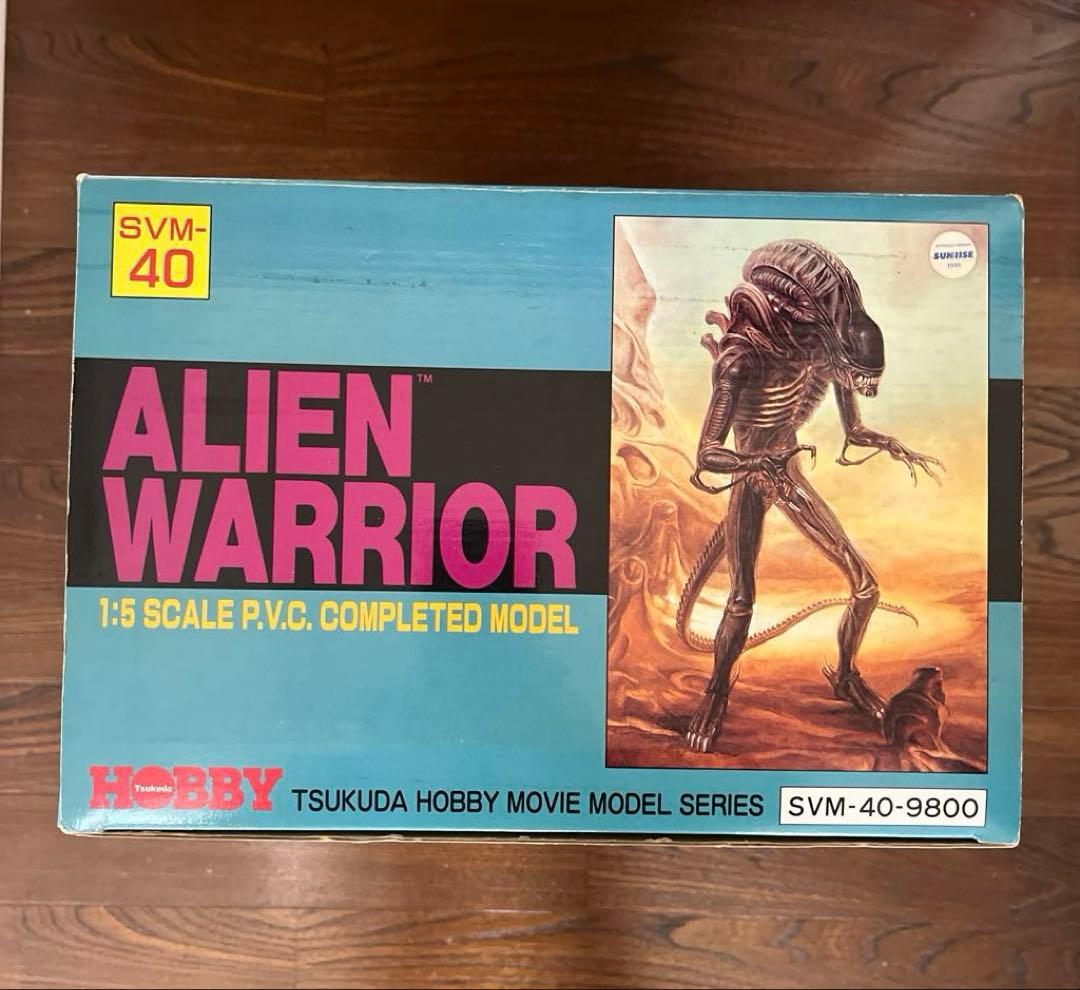 SVM-
40
ALIEN™
WARRIOR
1:5 SCALE P.V.C. COMPLETED MODEL
SUNRISE
HOBBY
Tsukuda
TSUKUDA HOBBY MOVIE MODEL SERIES
SVM-40-9800